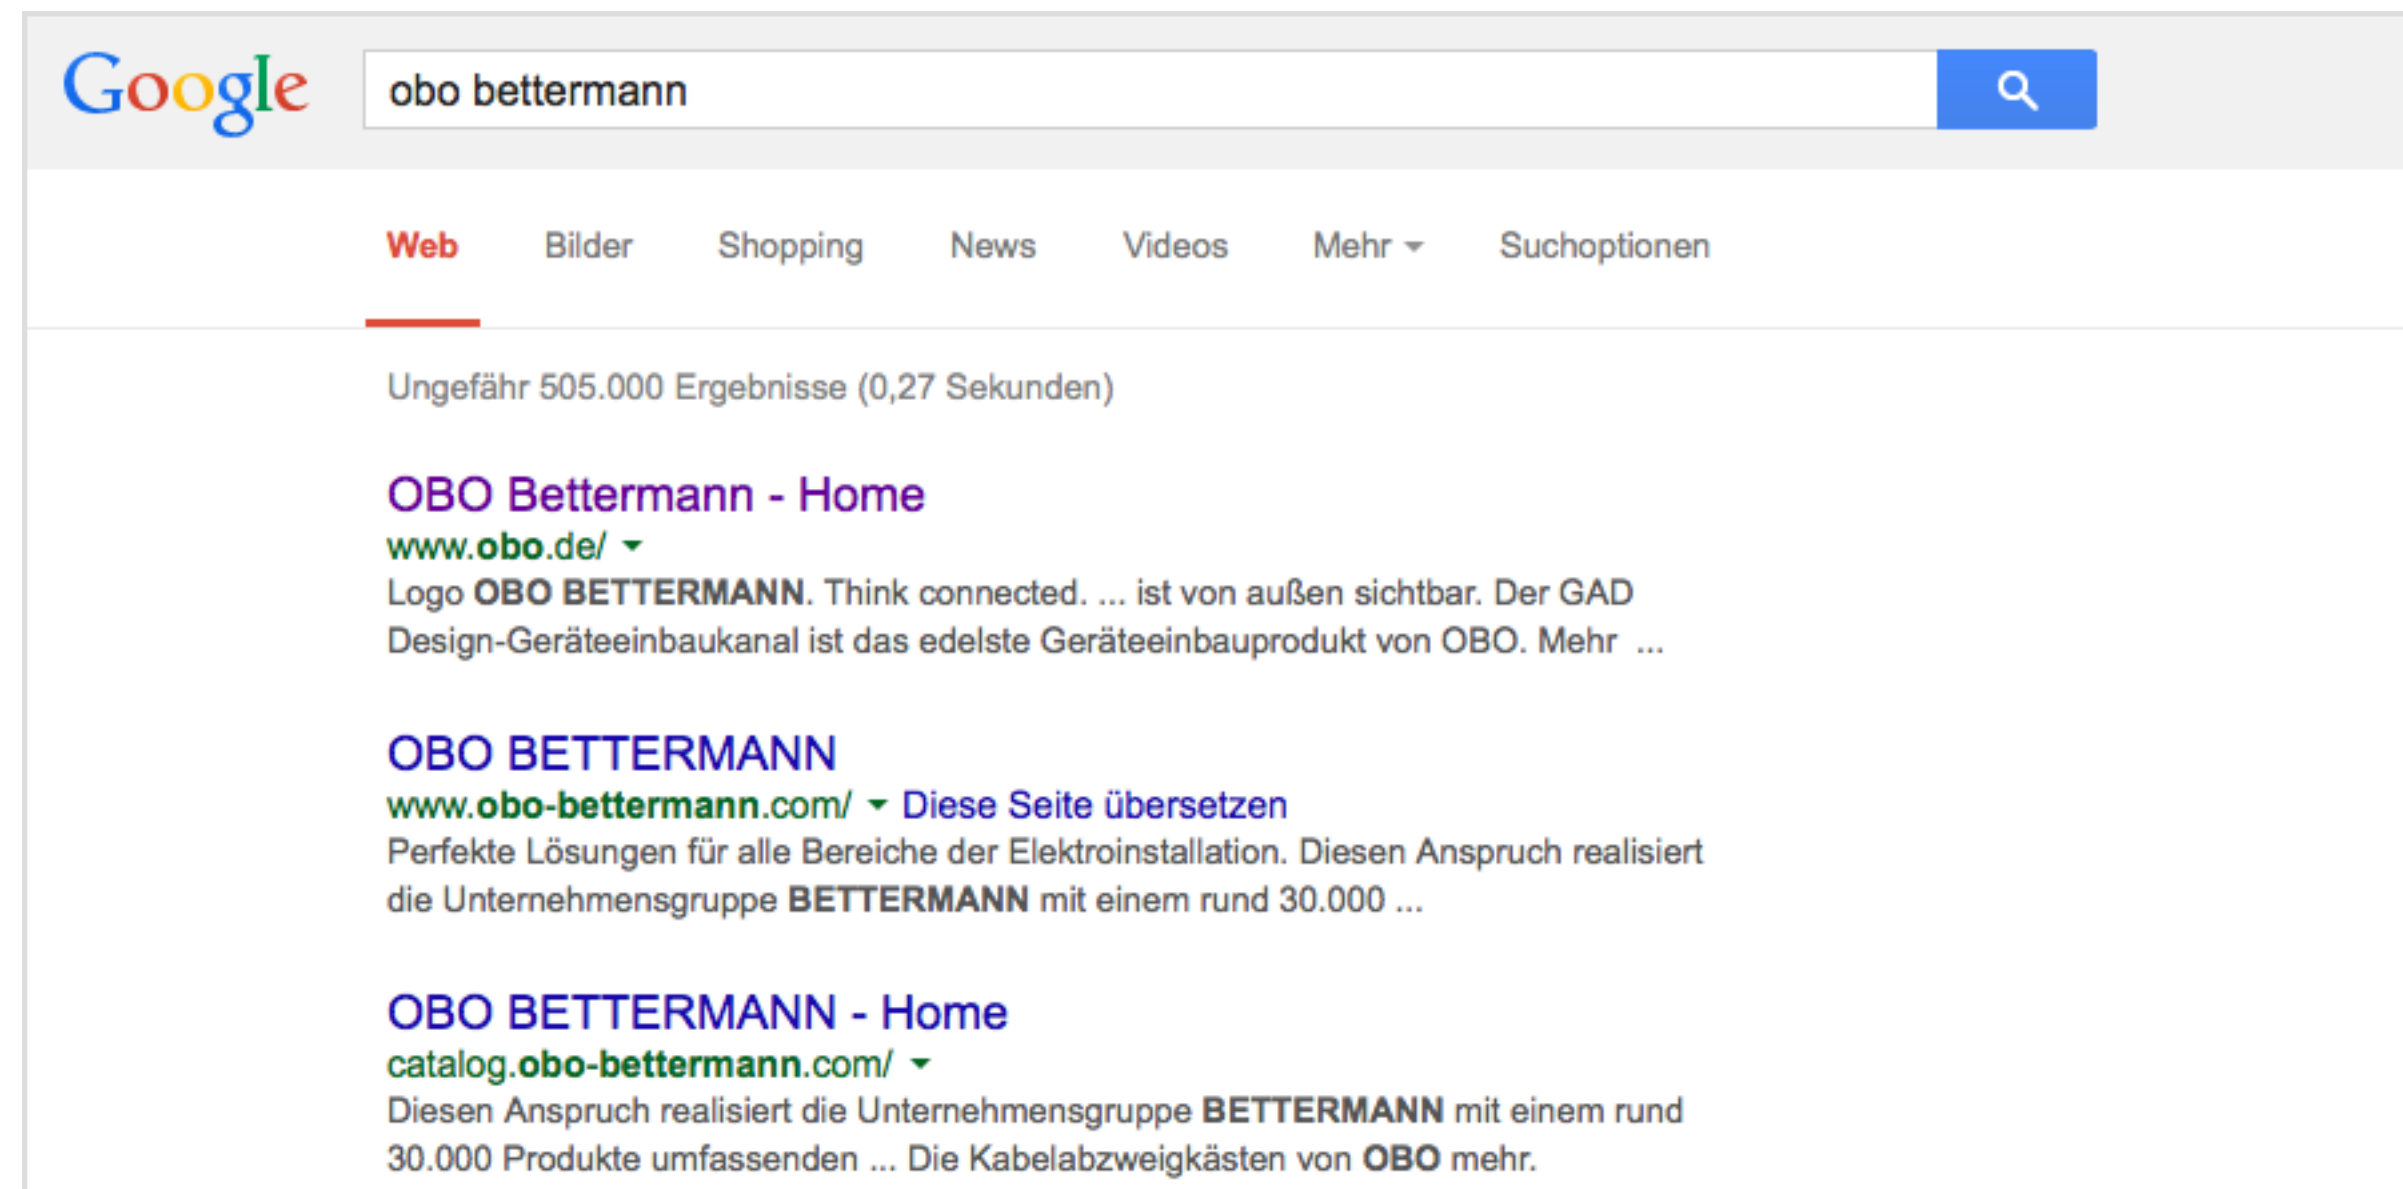 Google obo bettermann
Web Bilder Shopping News Videos Mehr Suchoptionen
Ungefähr 505.000 Ergebnisse (0,27 Sekunden)
OBO Bettermann - Home
www.obo.de/
Logo OBO BETTERMANN. Think connected. ... ist von außen sichtbar. Der GAD
Design-Geräteeinbaukanal ist das edelste Geräteeinbauprodukt von OBO. Mehr ...
OBO BETTERMANN
www.obo-bettermann.com/ Diese Seite übersetzen
Perfekte Lösungen für alle Bereiche der Elektroinstallation. Diesen Anspruch realisiert
die Unternehmensgruppe BETTERMANN mit einem rund 30.000 ...
OBO BETTERMANN - Home
catalog.obo-bettermann.com/
Diesen Anspruch realisiert die Unternehmensgruppe BETTERMANN mit einem rund
30.000 Produkte umfassenden ... Die Kabelabzweigkästen von OBO mehr.